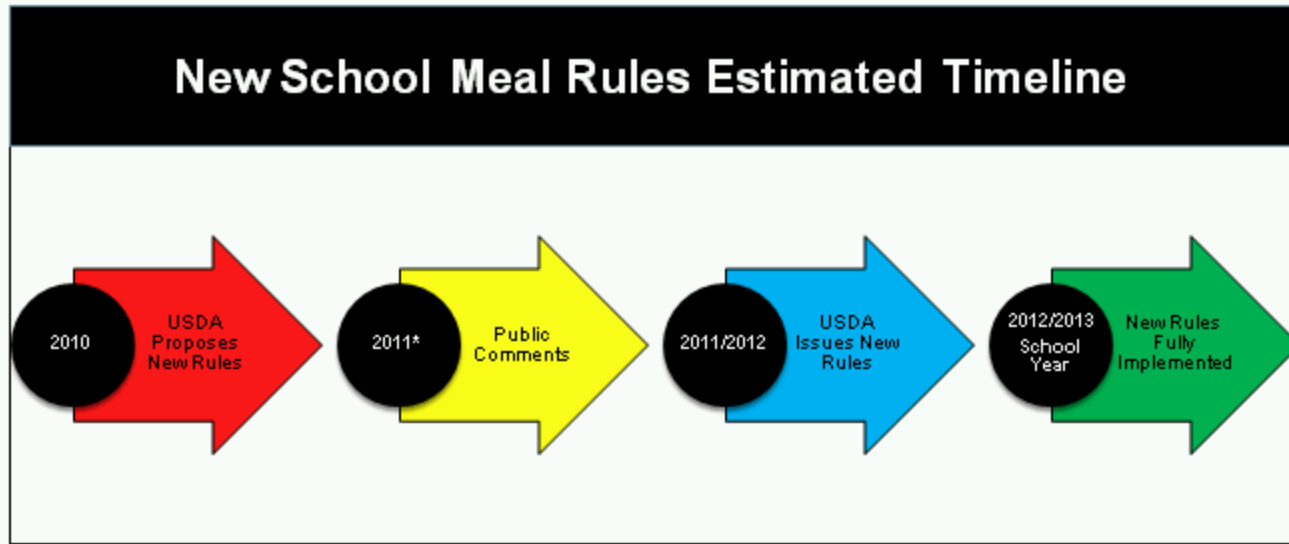 New School Meal Rules Estimated Timeline
2010
USDA
Proposes
New Rules
2011*
Public
Comments
2011/2012
USDA
Issues New
Rules
2012/2013
School
Year
New Rules
Fully
Implemented